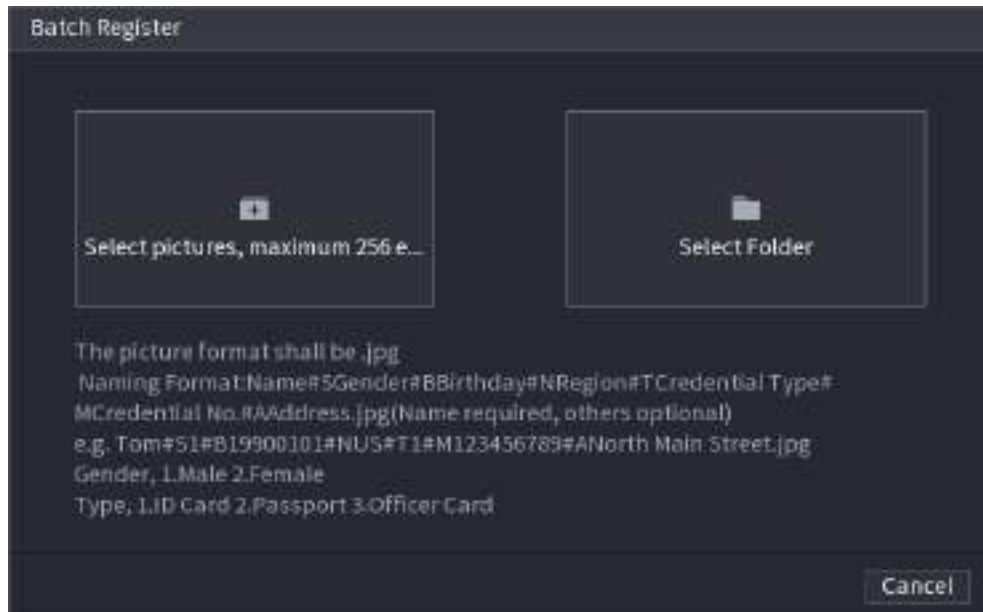 Batch Register
Select pictures, maximum 256 e...
Select Folder
The picture format shall be .jpg
Naming Format:Name#SGender#BBirthday#NRegion#TCredential Type#
MCredential No.#AAddress.jpg(Name required, others optional)
e.g. Tom#S1#B19900101#NUS#T1#M123456789#ANorth Main Street.jpg
Gender, 1.Male 2.Female
Type, 1.ID Card 2.Passport 3.Officer Card
Cancel